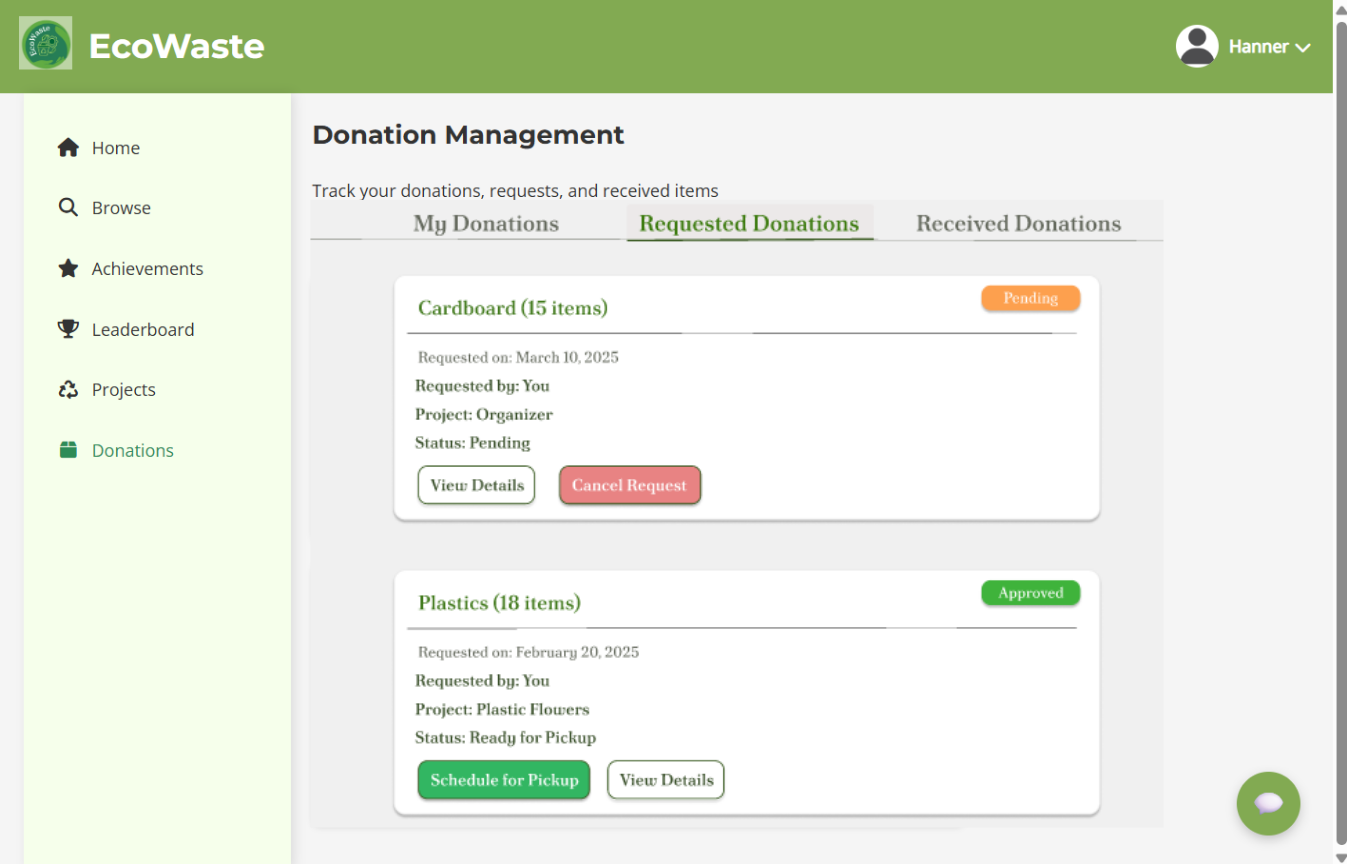 EcoWaste
EcoWaste
Hanner
Home
Browse
Achievements
Leaderboard
Projects
Donations
Donation Management
Track your donations, requests, and received items
My Donations Requested Donations Received Donations
Cardboard (15 items) Pending
Requested on: March 10, 2025
Requested by: You
Project: Organizer
Status: Pending
View Details Cancel Request
Plastics (18 items) Approved
Requested on: February 20, 2025
Requested by: You
Project: Plastic Flowers
Status: Ready for Pickup
Schedule for Pickup View Details